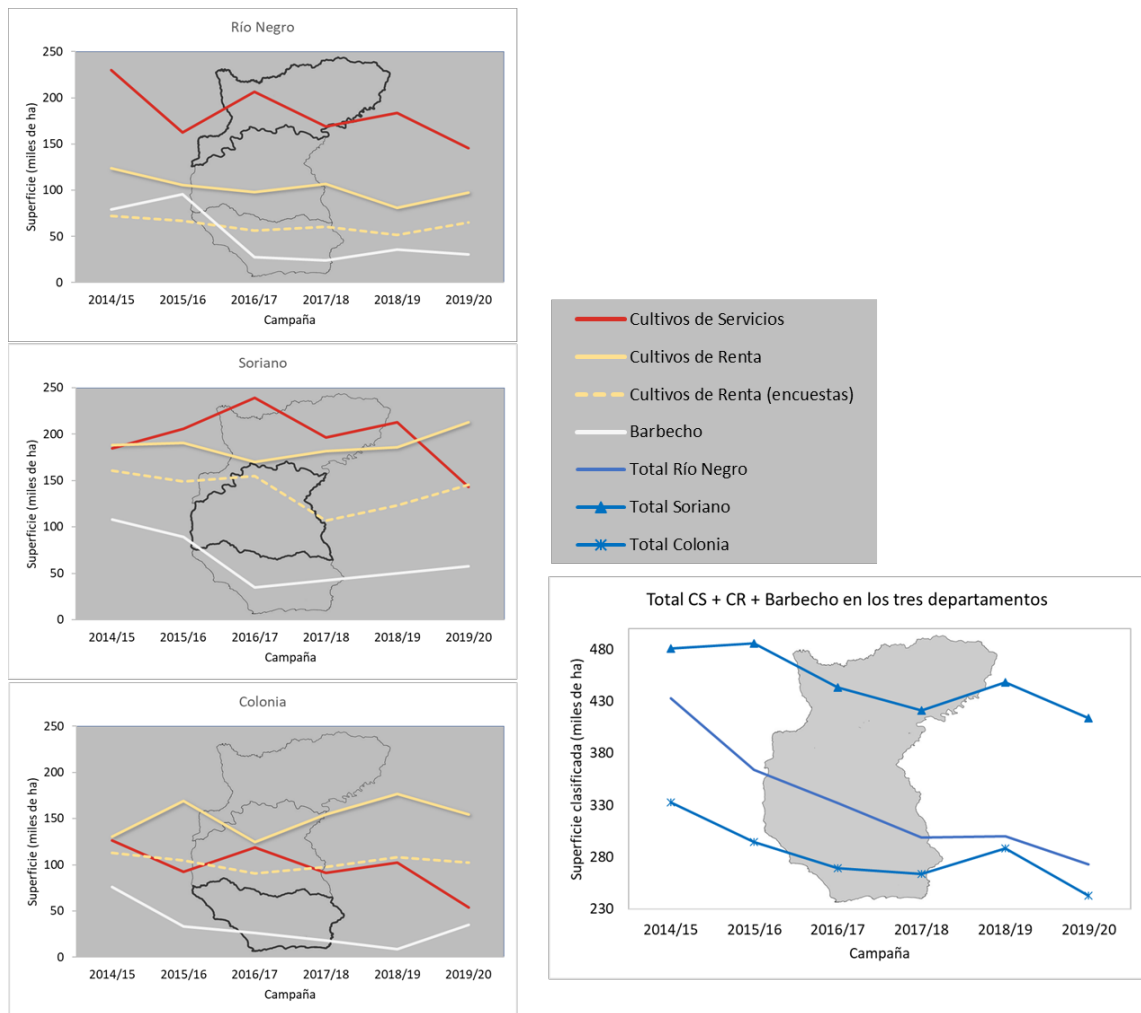 Río Negro
Superficie (miles de ha)
250
200
150
100
50
0
2014/15 2015/16 2016/17 2017/18 2018/19 2019/20
Campaña
Soriano
Superficie (miles de ha)
250
200
150
100
50
0
2014/15 2015/16 2016/17 2017/18 2018/19 2019/20
Campaña
Colonia
Superficie (miles de ha)
250
200
150
100
50
0
2014/15 2015/16 2016/17 2017/18 2018/19 2019/20
Campaña
Cultivos de Servicios
Cultivos de Renta
Cultivos de Renta (encuestas)
Barbecho
Total Río Negro
Total Soriano
Total Colonia
Total CS + CR + Barbecho en los tres departamentos
Superficie clasificada (miles de ha)
480
430
380
330
280
230
2014/15 2015/16 2016/17 2017/18 2018/19 2019/20
Campaña